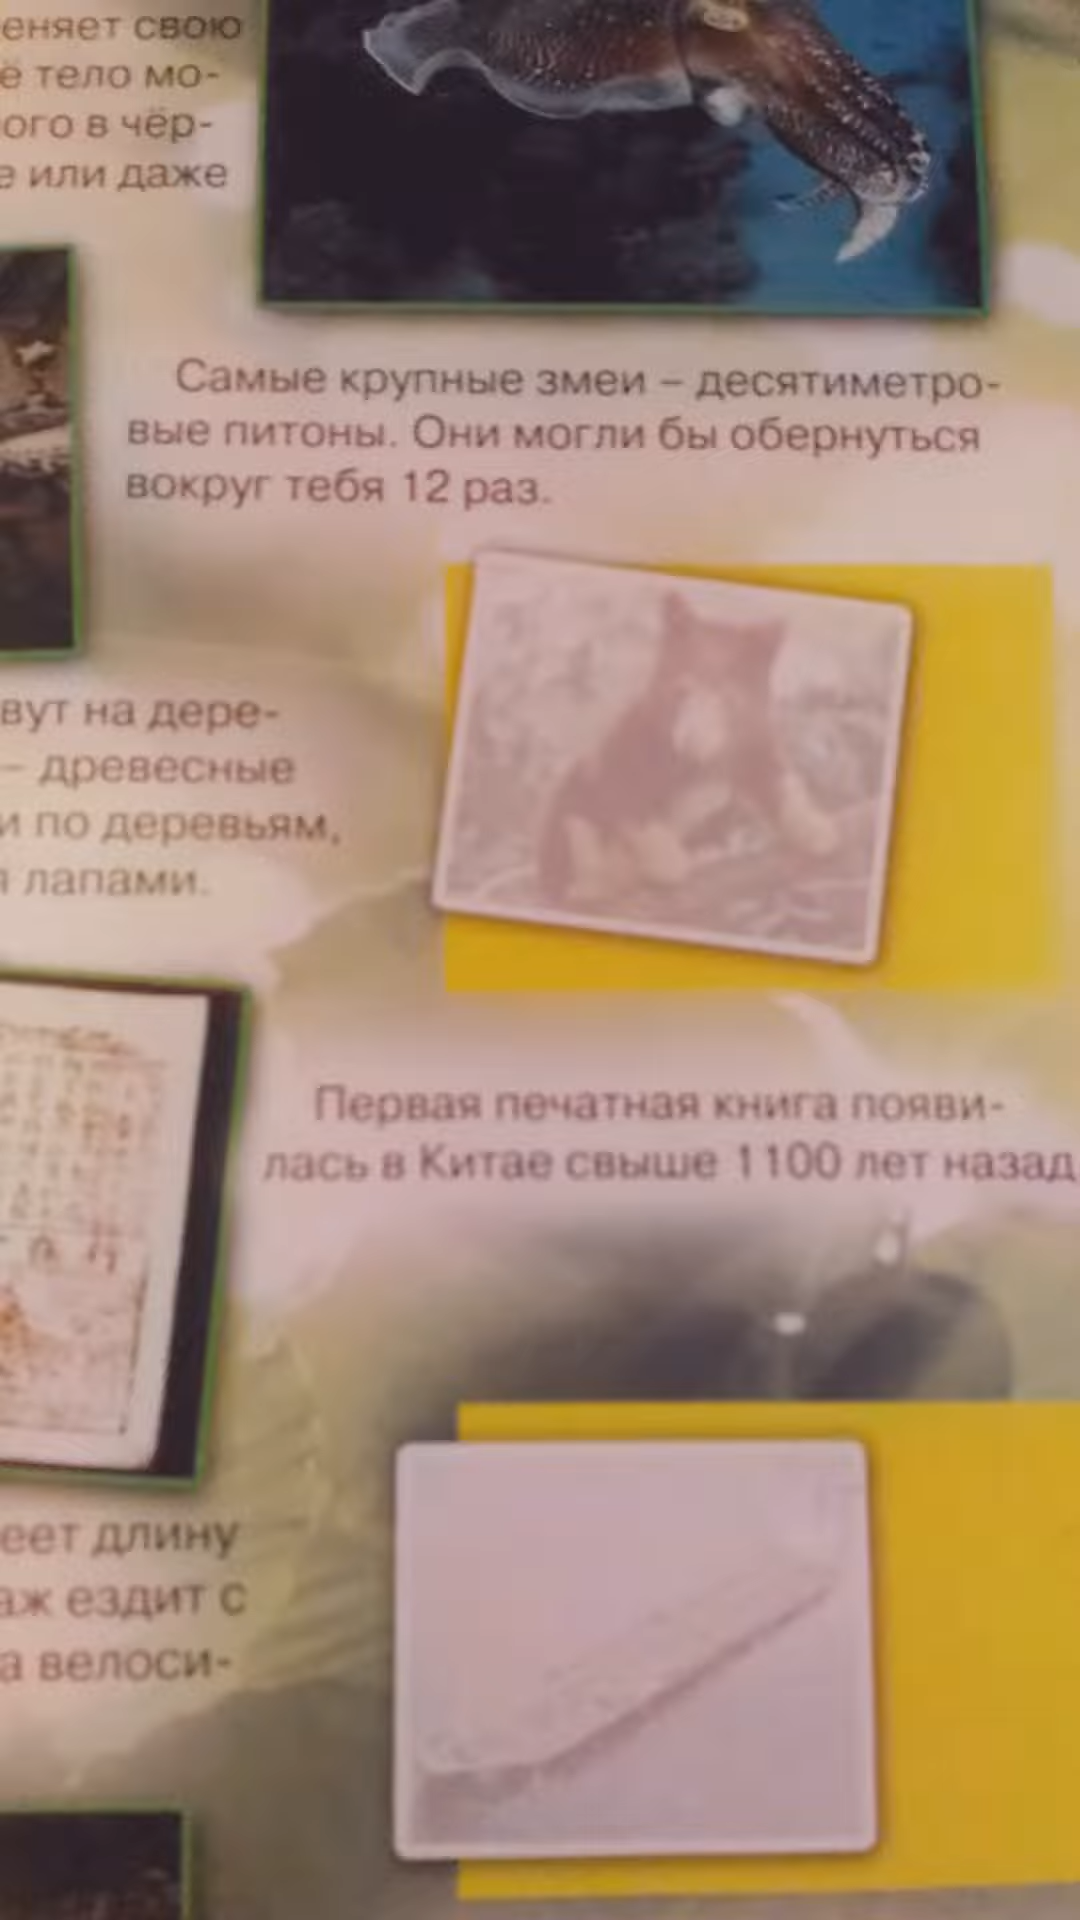 еняет свою
ё тело мо-
ого в чёр-
е или даже
Самые крупные змеи – десятиметро-
вые питоны. Они могли бы обернуться
вокруг тебя 12 раз.
вут на дере-
– древесные
и по деревьям,
я лапами.
Первая печатная книга появи-
лась в Китае свыше 1100 лет назад
еет длину
аж ездит с
а велоси-